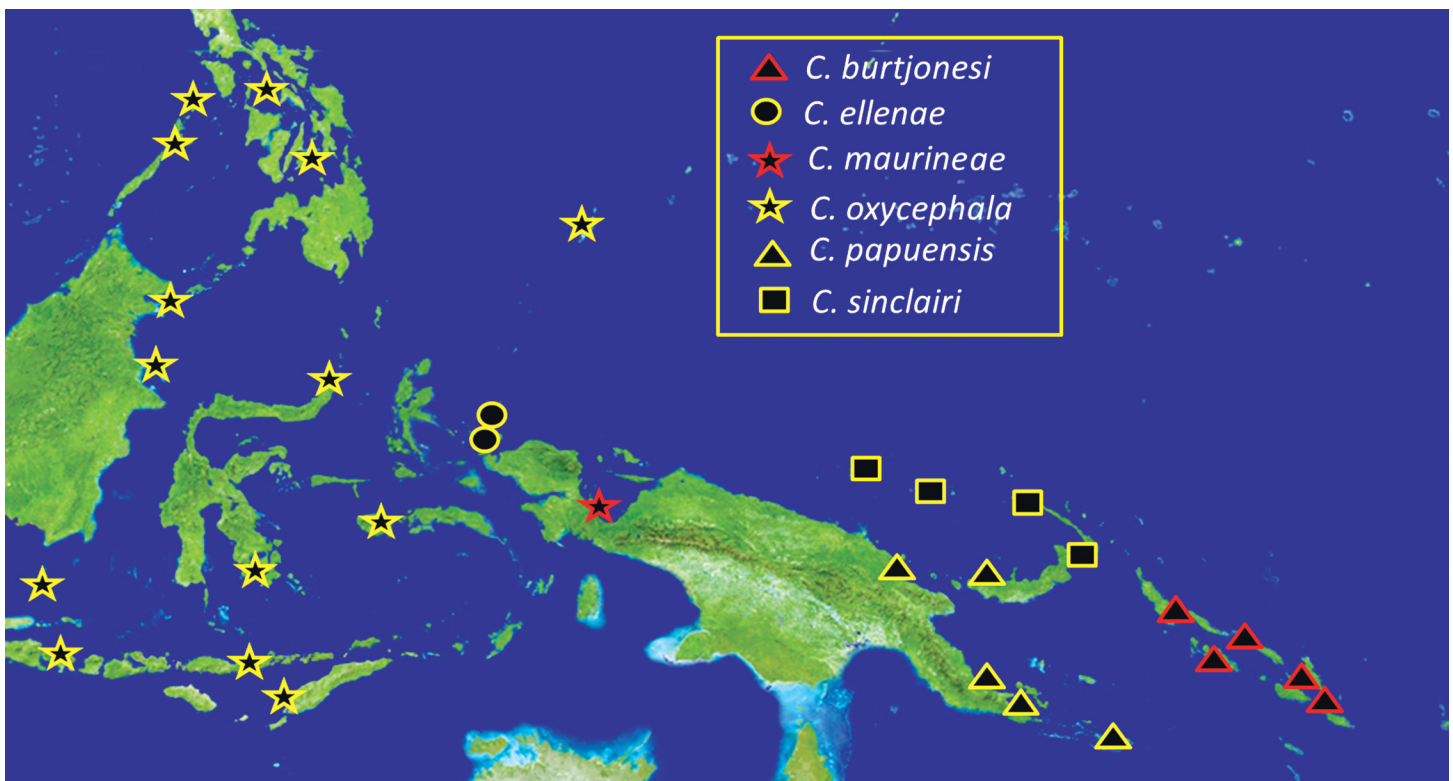 C. burtjonesi
C. ellenae
C. maurineae
C. oxycephala
C. papuensis
C. sinclairi